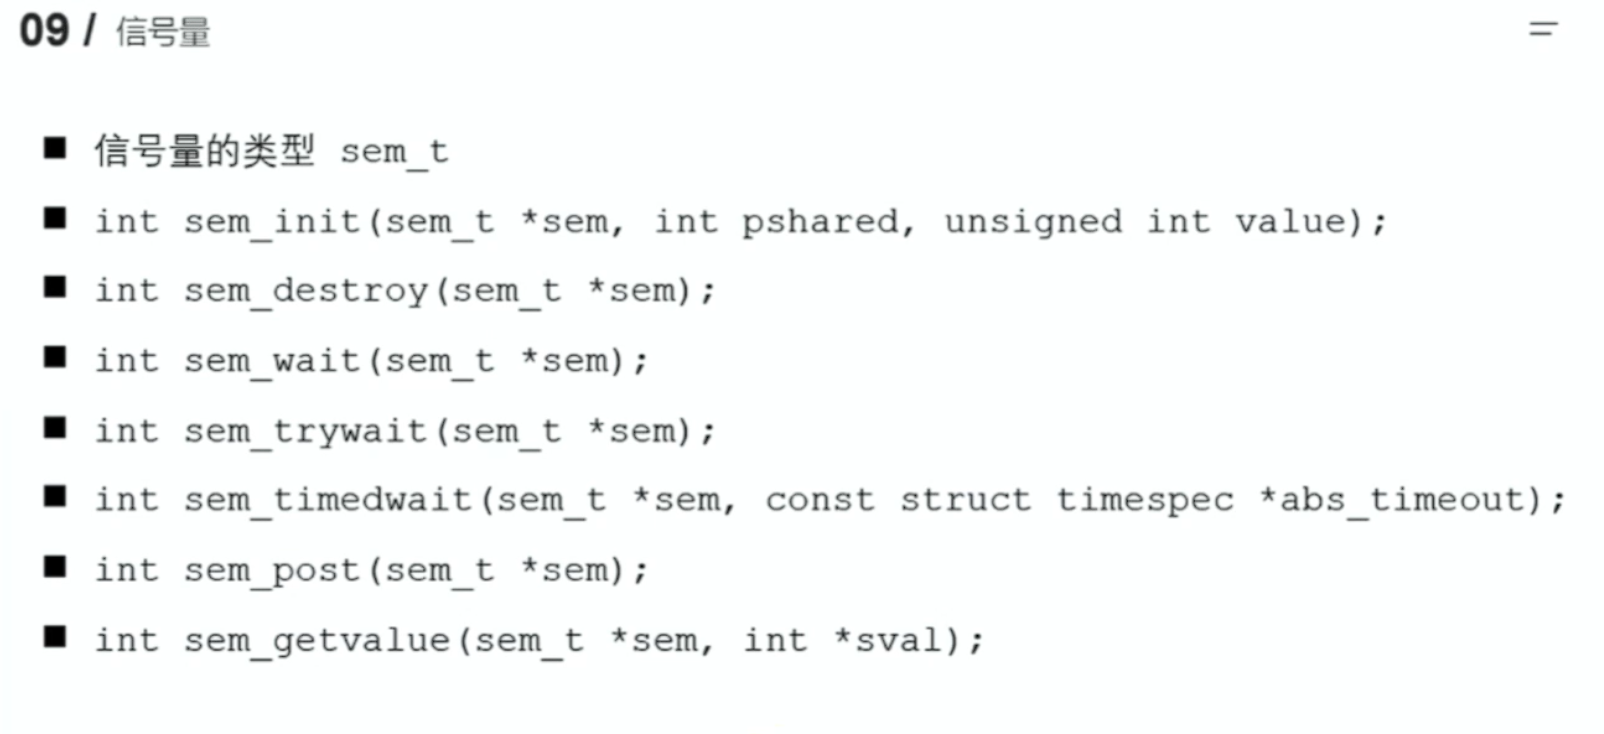 09 / 信号量
信号量的类型 sem_t
int sem_init(sem_t *sem, int pshared, unsigned int value);
int sem_destroy(sem_t *sem);
int sem_wait(sem_t *sem);
int sem_trywait(sem_t *sem);
int sem_timedwait(sem_t *sem, const struct timespec *abs_timeout);
int sem_post(sem_t *sem);
int sem_getvalue(sem_t *sem, int *sval);